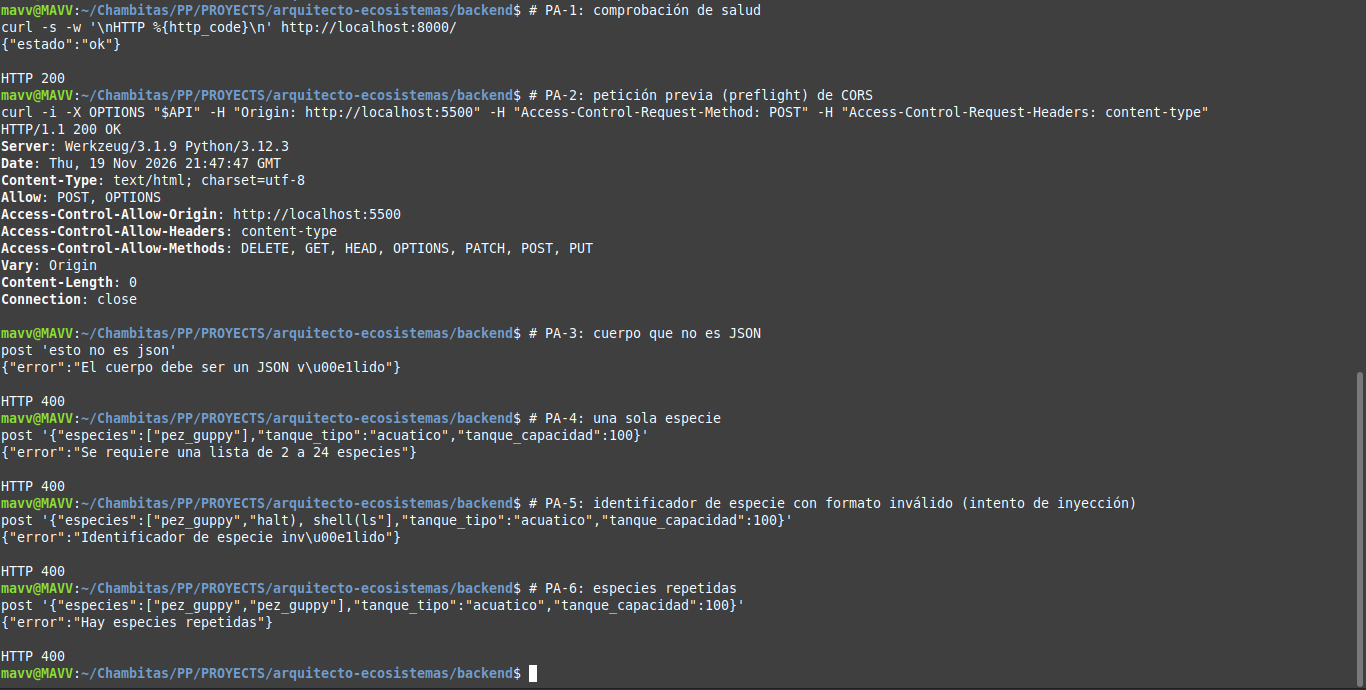 mavv@MAVV:~/Chambitas/PP/PROYECTS/arquitecto-ecosistemas/backend$ # PA-1: comprobación de salud
curl -s -w '\nHTTP %{http_code}\n' http://localhost:8000/
{"estado":"ok"}

HTTP 200
mavv@MAVV:~/Chambitas/PP/PROYECTS/arquitecto-ecosistemas/backend$ # PA-2: petición previa (preflight) de CORS
curl -i -X OPTIONS "$API" -H "Origin: http://localhost:5500" -H "Access-Control-Request-Method: POST" -H "Access-Control-Request-Headers: content-type"
HTTP/1.1 200 OK
Server: Werkzeug/3.1.9 Python/3.12.3
Date: Thu, 19 Nov 2026 21:47:47 GMT
Content-Type: text/html; charset=utf-8
Allow: POST, OPTIONS
Access-Control-Allow-Origin: http://localhost:5500
Access-Control-Allow-Headers: content-type
Access-Control-Allow-Methods: DELETE, GET, HEAD, OPTIONS, PATCH, POST, PUT
Vary: Origin
Content-Length: 0
Connection: close

mavv@MAVV:~/Chambitas/PP/PROYECTS/arquitecto-ecosistemas/backend$ # PA-3: cuerpo que no es JSON
post 'esto no es json'
{"error":"El cuerpo debe ser un JSON v\u00e1lido"}

HTTP 400
mavv@MAVV:~/Chambitas/PP/PROYECTS/arquitecto-ecosistemas/backend$ # PA-4: una sola especie
post '{"especies":["pez_guppy"],"tanque_tipo":"acuatico","tanque_capacidad":100}'
{"error":"Se requiere una lista de 2 a 24 especies"}

HTTP 400
mavv@MAVV:~/Chambitas/PP/PROYECTS/arquitecto-ecosistemas/backend$ # PA-5: identificador de especie con formato inválido (intento de inyección)
post '{"especies":["pez_guppy","halt), shell(ls"],"tanque_tipo":"acuatico","tanque_capacidad":100}'
{"error":"Identificador de especie inv\u00e1lido"}

HTTP 400
mavv@MAVV:~/Chambitas/PP/PROYECTS/arquitecto-ecosistemas/backend$ # PA-6: especies repetidas
post '{"especies":["pez_guppy","pez_guppy"],"tanque_tipo":"acuatico","tanque_capacidad":100}'
{"error":"Hay especies repetidas"}

HTTP 400
mavv@MAVV:~/Chambitas/PP/PROYECTS/arquitecto-ecosistemas/backend$